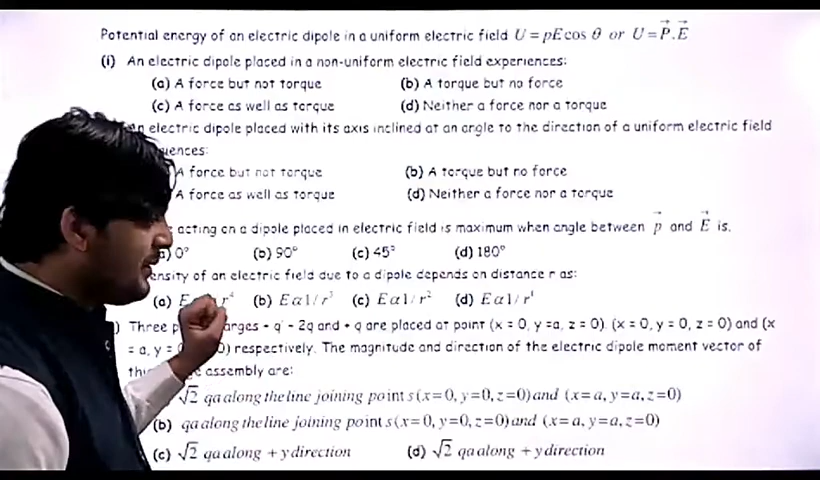 Potential energy of an electric dipole in a uniform electric field U = pE cos θ or U = P⃗.E⃗
(i) An electric dipole placed in a non-uniform electric field experiences:
(a) A force but not torque (b) A torque but no force
(c) A force as well as torque (d) Neither a force nor a torque
An electric dipole placed with its axis inclined at an angle to the direction of a uniform electric field
iences:
A force but not torque (b) A torque but no force
A force as well as torque (d) Neither a force nor a torque
acting on a dipole placed in electric field is maximum when angle between p⃗ and E⃗ is.
a) 0° (b) 90° (c) 45° (d) 180°
ensity of an electric field due to a dipole depends on distance r as:
(a) E r⁴ (b) E α 1/r³ (c) E α 1/r² (d) E α 1/r¹
) Three p arges + q - 2q and + q are placed at point (x = 0, y =a, z = 0). (x = 0, y = 0, z = 0) and (x
= a, y = 0) respectively. The magnitude and direction of the electric dipole moment vector of
thi e assembly are:
√2 qa along the line joining points (x=0, y=0, z=0) and (x=a, y=a, z=0)
(b) qa along the line joining points (x=0, y=0, z=0) and (x=a, y=a, z=0)
(c) √2 qa along + y direction (d) √2 qa along + y direction